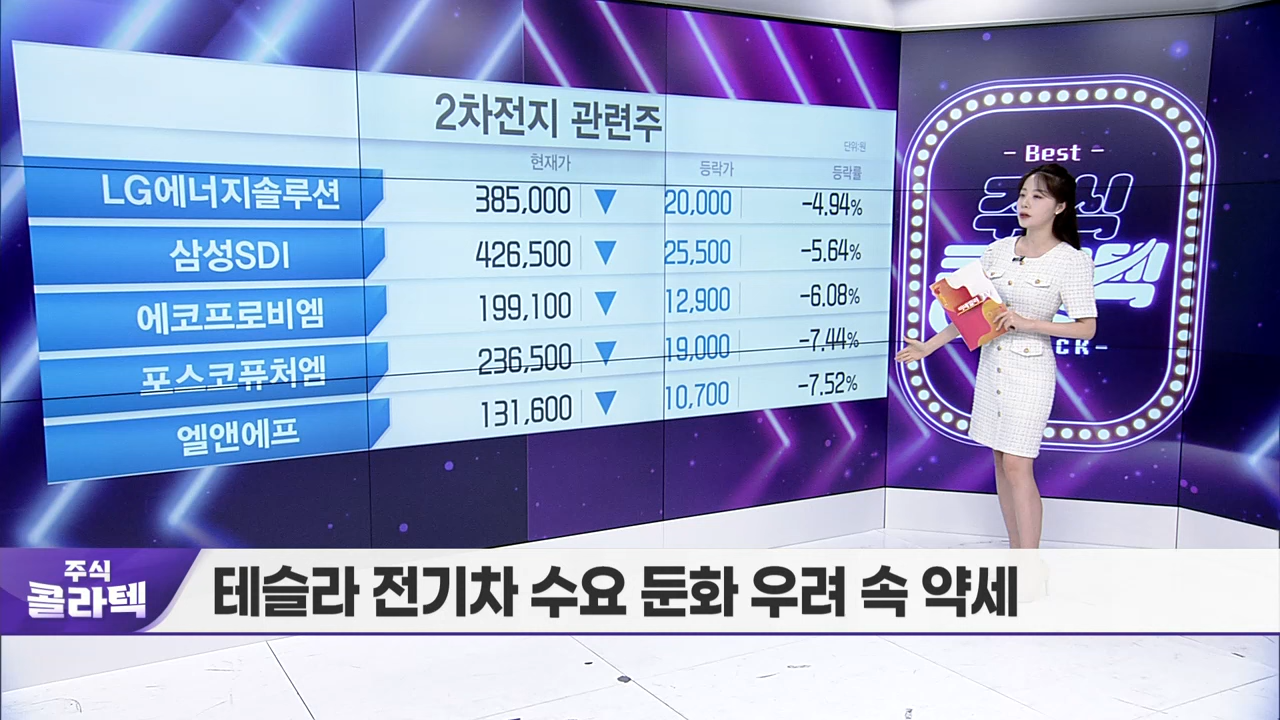 2차전지 관련주
단위:원
현재가 등락가 등락률
LG에너지솔루션 385,000 ▼ 20,000 -4.94%
삼성SDI 426,500 ▼ 25,500 -5.64%
에코프로비엠 199,100 ▼ 12,900 -6.08%
포스코퓨처엠 236,500 ▼ 19,000 -7.44%
엘앤에프 131,600 ▼ 10,700 -7.52%
- Best -
주식
텍
CK-
주식
콜라텍
테슬라 전기차 수요 둔화 우려 속 약세